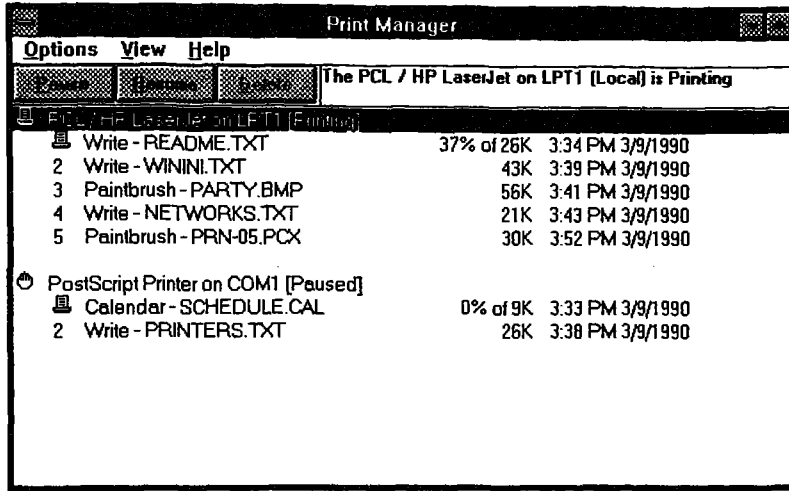 Print Manager
Options View Help
Pause Resume Delete The PCL / HP LaserJet on LPT1 [Local] is Printing
PCL / HP LaserJet on LPT1 [Printing]
Write - README.TXT 37% of 26K 3:34 PM 3/9/1990
2 Write - WININI.TXT 43K 3:39 PM 3/9/1990
3 Paintbrush - PARTY.BMP 56K 3:41 PM 3/9/1990
4 Write - NETWORKS.TXT 21K 3:43 PM 3/9/1990
5 Paintbrush - PRN-05.PCX 30K 3:52 PM 3/9/1990
PostScript Printer on COM1 [Paused]
Calendar - SCHEDULE.CAL 0% of 9K 3:33 PM 3/9/1990
2 Write - PRINTERS.TXT 26K 3:38 PM 3/9/1990